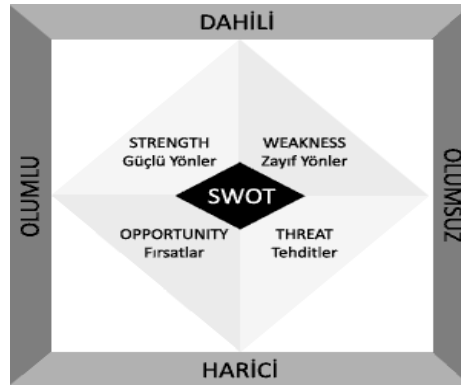 DAHİLİ
OLUMLU
STRENGTH
Güçlü Yönler
WEAKNESS
Zayıf Yönler
SWOT
OPPORTUNITY
Fırsatlar
THREAT
Tehditler
OLUMSUZ
HARİCİ